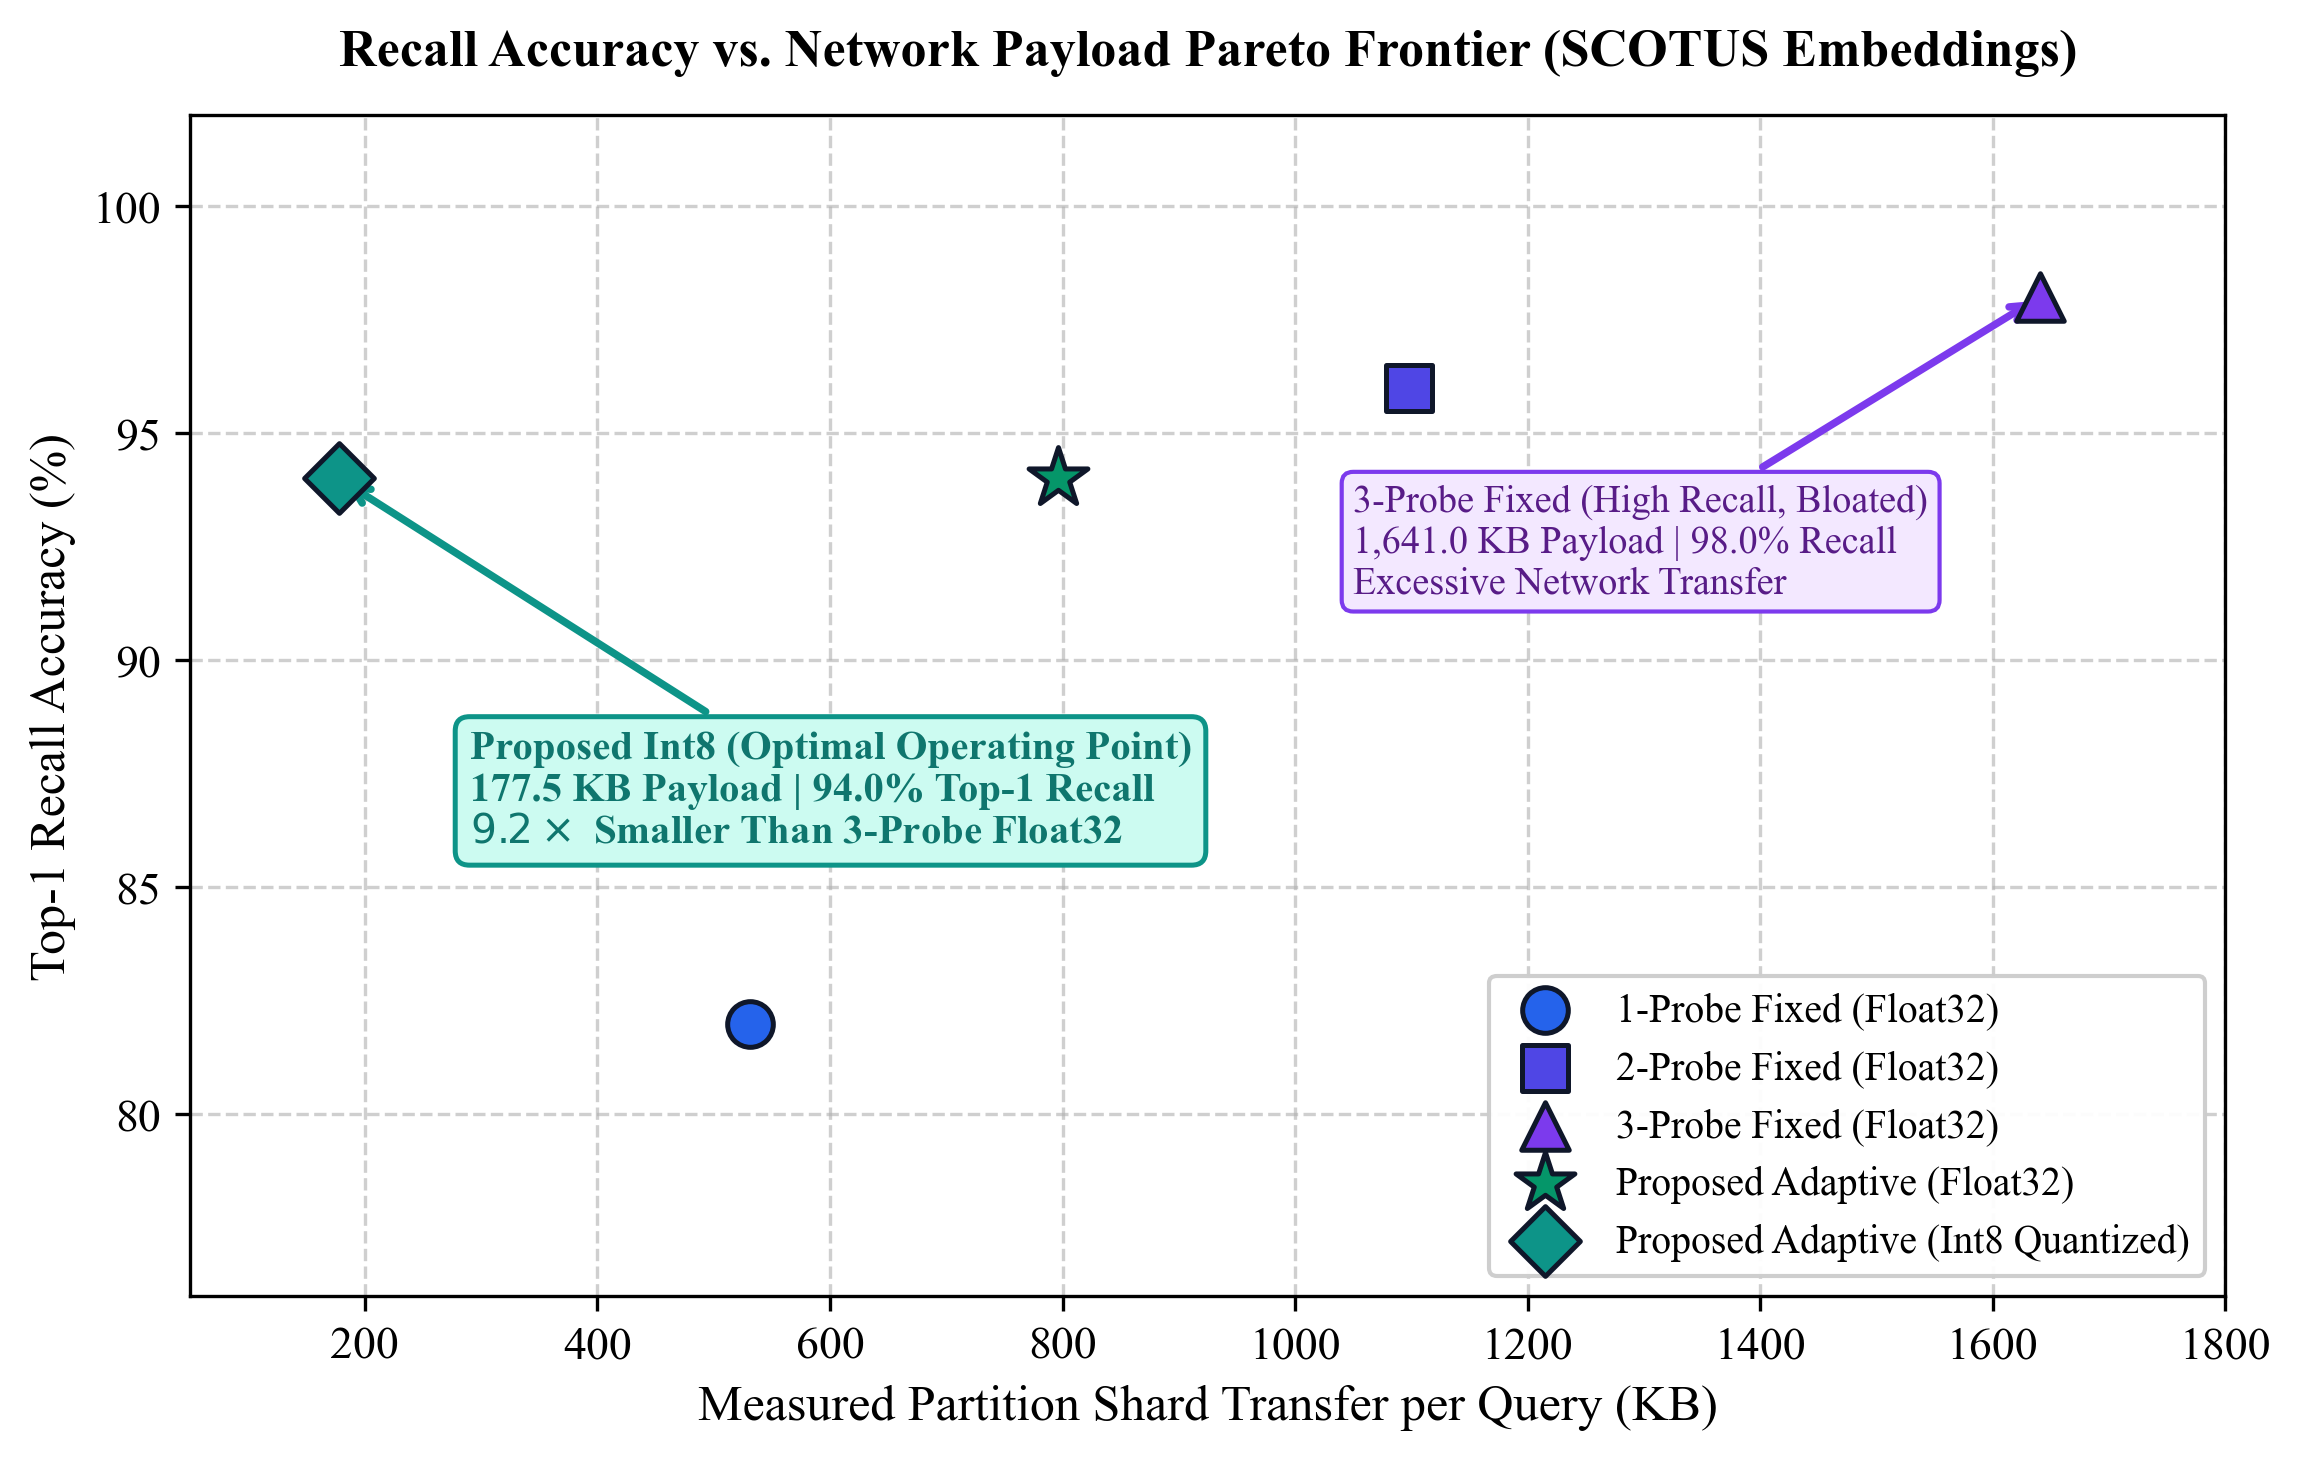 Recall Accuracy vs. Network Payload Pareto Frontier (SCOTUS Embeddings)
Top-1 Recall Accuracy (%)
100
95
90
85
80
3-Probe Fixed (High Recall, Bloated)
1,641.0 KB Payload | 98.0% Recall
Excessive Network Transfer
Proposed Int8 (Optimal Operating Point)
177.5 KB Payload | 94.0% Top-1 Recall
9.2 × Smaller Than 3-Probe Float32
1-Probe Fixed (Float32)
2-Probe Fixed (Float32)
3-Probe Fixed (Float32)
Proposed Adaptive (Float32)
Proposed Adaptive (Int8 Quantized)
200 400 600 800 1000 1200 1400 1600 1800
Measured Partition Shard Transfer per Query (KB)